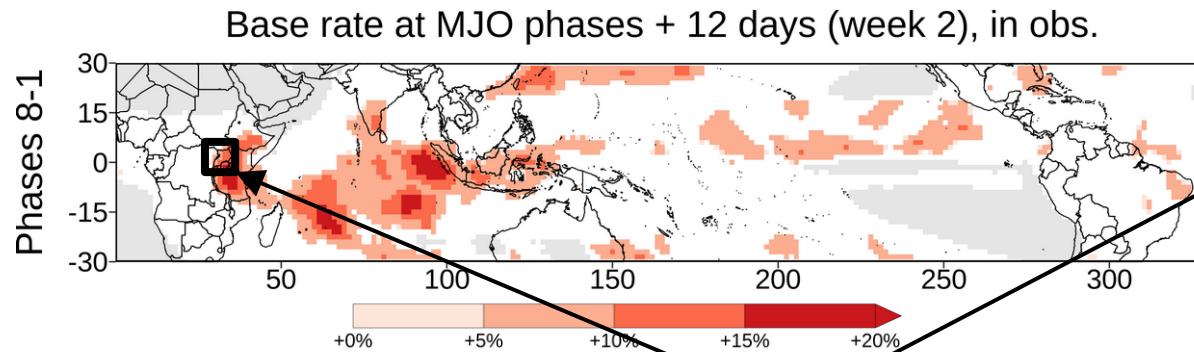 Base rate at MJO phases + 12 days (week 2), in obs.
Phases 8-1
30
15
0
-15
-30
50 100 150 200 250 300
+0% +5% +10% +15% +20%